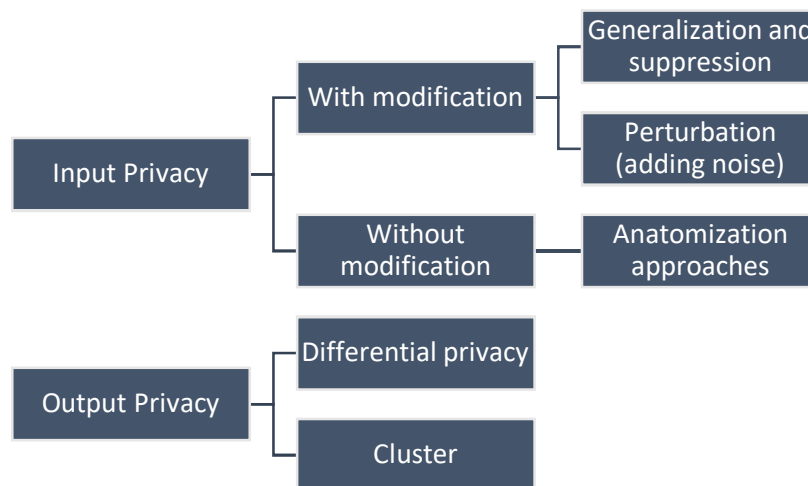 Generalization and
suppression
With modification
Perturbation
(adding noise)
Input Privacy
Without
modification
Anatomization
approaches
Differential privacy
Output Privacy
Cluster